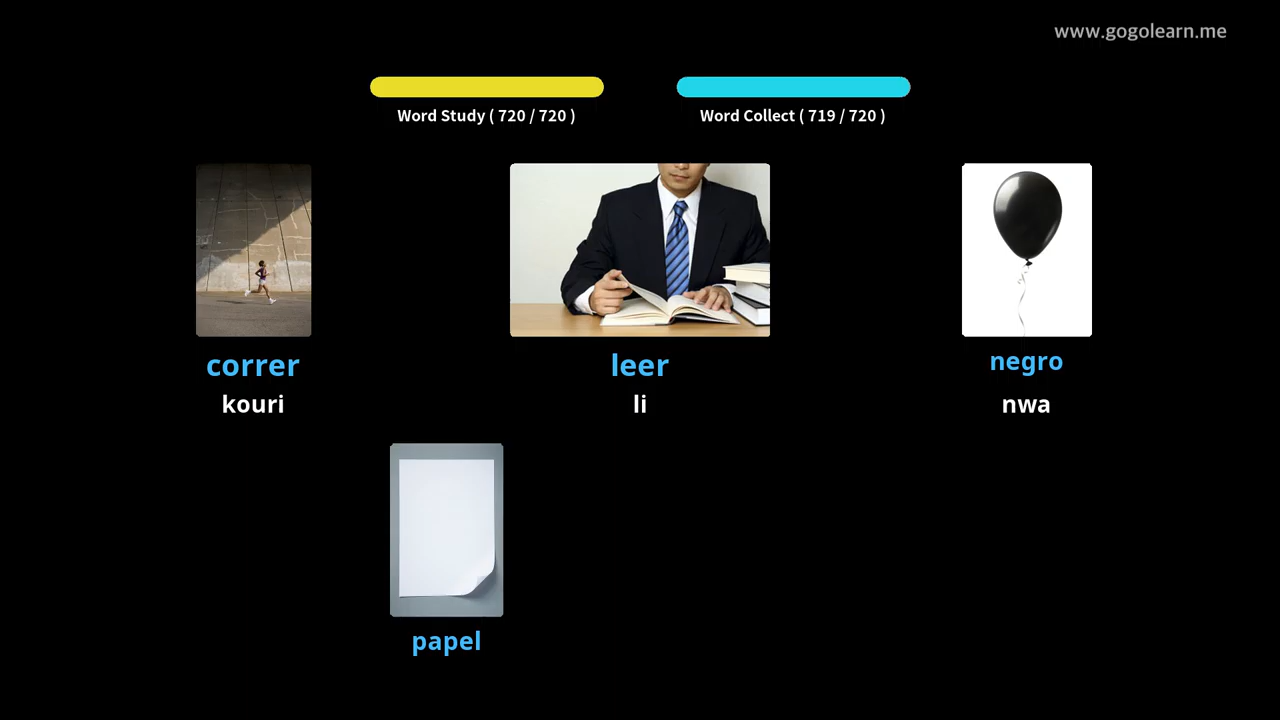 www.gogolearn.me
Word Study ( 720 / 720 )
Word Collect ( 719 / 720 )
correr
kouri
leer
li
negro
nwa
papel